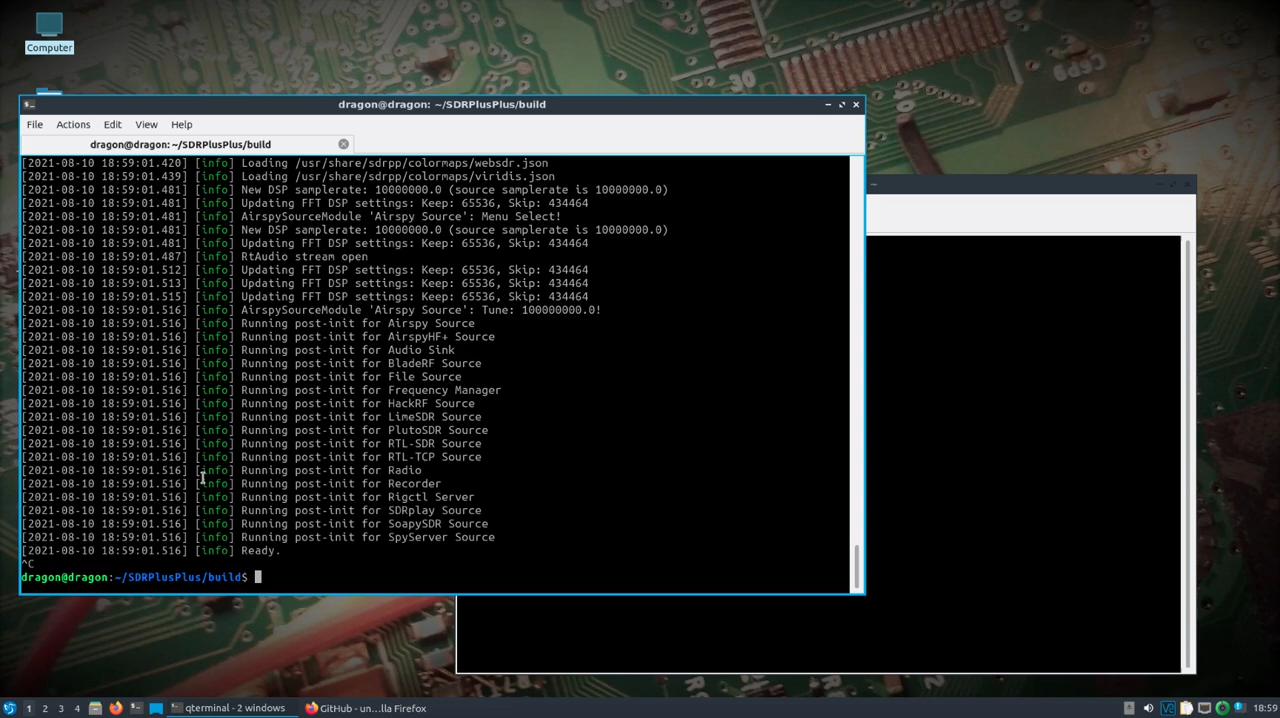 Computer
dragon@dragon: ~/SDRPlusPlus/build
File Actions Edit View Help
dragon@dragon: ~/SDRPlusPlus/build
[2021-08-10 18:59:01.420] [info] Loading /usr/share/sdrpp/colormaps/websdr.json
[2021-08-10 18:59:01.439] [info] Loading /usr/share/sdrpp/colormaps/viridis.json
[2021-08-10 18:59:01.481] [info] New DSP samplerate: 10000000.0 (source samplerate is 10000000.0)
[2021-08-10 18:59:01.481] [info] Updating FFT DSP settings: Keep: 65536, Skip: 434464
[2021-08-10 18:59:01.481] [info] AirspySourceModule 'Airspy Source': Menu Select!
[2021-08-10 18:59:01.481] [info] New DSP samplerate: 10000000.0 (source samplerate is 10000000.0)
[2021-08-10 18:59:01.481] [info] Updating FFT DSP settings: Keep: 65536, Skip: 434464
[2021-08-10 18:59:01.487] [info] RtAudio stream open
[2021-08-10 18:59:01.512] [info] Updating FFT DSP settings: Keep: 65536, Skip: 434464
[2021-08-10 18:59:01.513] [info] Updating FFT DSP settings: Keep: 65536, Skip: 434464
[2021-08-10 18:59:01.515] [info] Updating FFT DSP settings: Keep: 65536, Skip: 434464
[2021-08-10 18:59:01.516] [info] AirspySourceModule 'Airspy Source': Tune: 100000000.0!
[2021-08-10 18:59:01.516] [info] Running post-init for Airspy Source
[2021-08-10 18:59:01.516] [info] Running post-init for AirspyHF+ Source
[2021-08-10 18:59:01.516] [info] Running post-init for Audio Sink
[2021-08-10 18:59:01.516] [info] Running post-init for BladeRF Source
[2021-08-10 18:59:01.516] [info] Running post-init for File Source
[2021-08-10 18:59:01.516] [info] Running post-init for Frequency Manager
[2021-08-10 18:59:01.516] [info] Running post-init for HackRF Source
[2021-08-10 18:59:01.516] [info] Running post-init for LimeSDR Source
[2021-08-10 18:59:01.516] [info] Running post-init for PlutoSDR Source
[2021-08-10 18:59:01.516] [info] Running post-init for RTL-SDR Source
[2021-08-10 18:59:01.516] [info] Running post-init for RTL-TCP Source
[2021-08-10 18:59:01.516] [info] Running post-init for Radio
[2021-08-10 18:59:01.516] [info] Running post-init for Recorder
[2021-08-10 18:59:01.516] [info] Running post-init for Rigctl Server
[2021-08-10 18:59:01.516] [info] Running post-init for SDRplay Source
[2021-08-10 18:59:01.516] [info] Running post-init for SoapySDR Source
[2021-08-10 18:59:01.516] [info] Running post-init for SpyServer Source
[2021-08-10 18:59:01.516] [info] Ready.
^C
dragon@dragon:~/SDRPlusPlus/build$
1 2 3 4 qterminal - 2 windows GitHub - un...lla Firefox 18:59